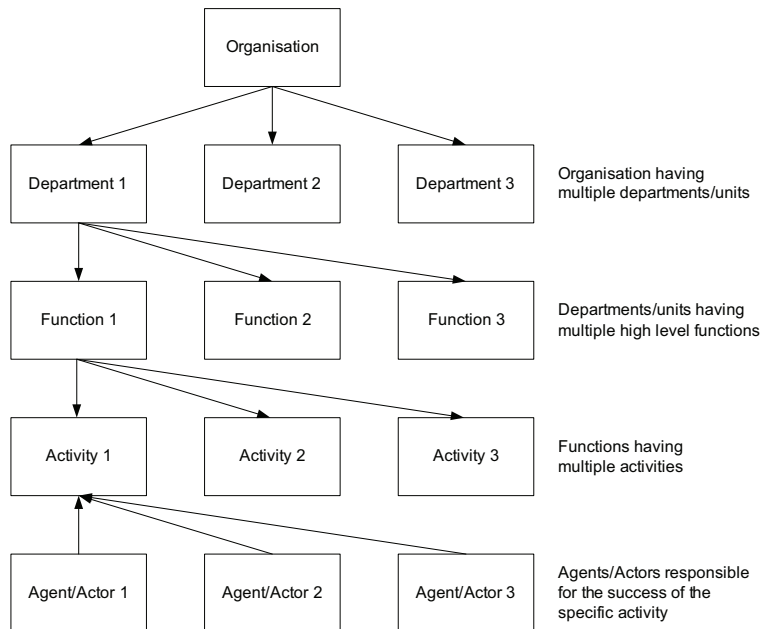 Organisation
Department 1
Department 2
Department 3
Organisation having
multiple departments/units
Function 1
Function 2
Function 3
Departments/units having
multiple high level functions
Activity 1
Activity 2
Activity 3
Functions having
multiple activities
Agent/Actor 1
Agent/Actor 2
Agent/Actor 3
Agents/Actors responsible
for the success of the
specific activity